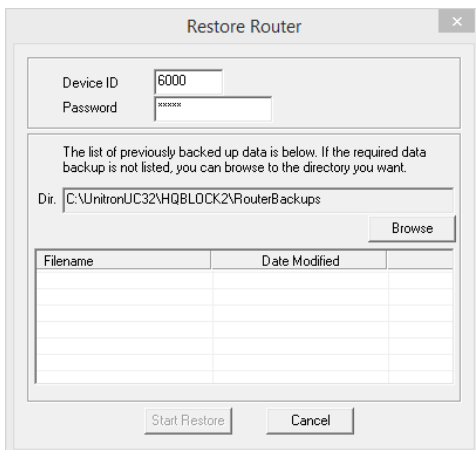 Restore Router
Device ID 6000
Password xxxxx
The list of previously backed up data is below. If the required data
backup is not listed, you can browse to the directory you want.
Dir. C:\UnitronUC32\HQBLOCK2\RouterBackups
Browse
Filename Date Modified
Start Restore Cancel